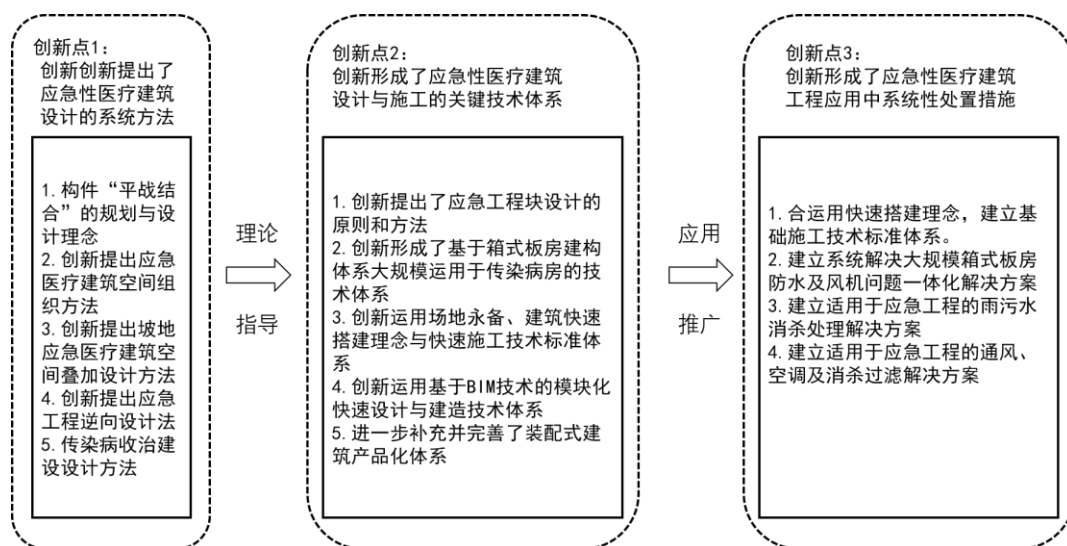 创新点1:
创新创新提出了
应急性医疗建筑
设计的系统方法
1.构件“平战结
合”的规划与设
计理念
2.创新提出应急
医疗建筑空间组
织方法
3.创新提出坡地
应急医疗建筑空
间叠加设计方法
4.创新提出应急
工程逆向设计法
5.传染病收治建
设设计方法
理论
指导
创新点2:
创新形成了应急性医疗建筑
设计与施工的关键技术体系
1.创新提出了应急工程块设计的
原则和方法
2.创新形成了基于箱式板房建构
体系大规模运用于传染病房的技
术体系
3.创新运用场地永备、建筑快速
搭建理念与快速施工技术标准体
系
4.创新运用基于BIM技术的模块化
快速设计与建造技术体系
5.进一步补充并完善了装配式建
筑产品化体系
应用
推广
创新点3:
创新形成了应急性医疗建筑
工程应用中系统性处置措施
1.合运用快速搭建理念，建立基
础施工技术标准体系。
2.建立系统解决大规模箱式板房
防水及风机问题一体化解决方案
3.建立适用于应急工程的雨污水
消杀处理解决方案
4.建立适用于应急工程的通风、
空调及消杀过滤解决方案